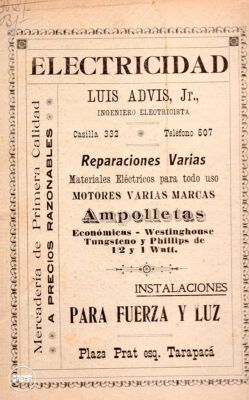 ELECTRICIDAD
LUIS ADVIS, Jr.,
INGENIERO ELECTRICISTA
Casilla 332 • Teléfono 507
Reparaciones Varias
Materiales Eléctricos para todo uso
MOTORES VARIAS MARCAS
Ampolletas
Económicas - Westinghouse
Tungsteno y Phillips de
12 y 1 Watt.
INSTALACIONES
PARA FUERZA Y LUZ
Plaza Prat esq. Tarapacá
Mercadería de Primera Calidad
A PRECIOS RAZONABLES